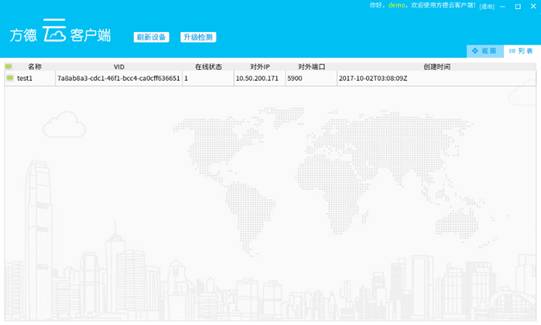 你好，demo，欢迎使用方德云客户端! [退出]
方德 云 客户端 刷新设备 升级检测
视图 列表
名称 VID 在线状态 对外IP 对外端口 创建时间
test1 7a8ab8a3-cdc1-46f1-bcc4-ca0cff636651 1 10.50.200.171 5900 2017-10-02T03:08:09Z